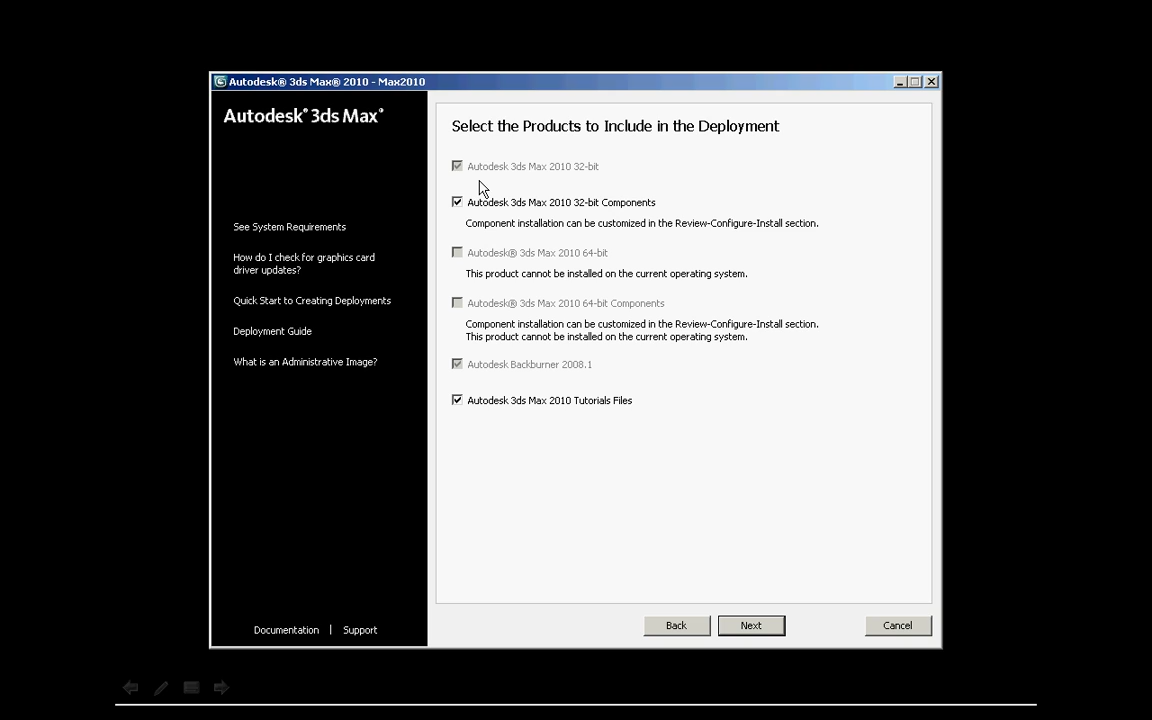 Autodesk® 3ds Max® 2010 - Max2010
Autodesk® 3ds Max®
Select the Products to Include in the Deployment
Autodesk 3ds Max 2010 32-bit
Autodesk 3ds Max 2010 32-bit Components
Component installation can be customized in the Review-Configure-Install section.
Autodesk® 3ds Max 2010 64-bit
This product cannot be installed on the current operating system.
Autodesk® 3ds Max 2010 64-bit Components
Component installation can be customized in the Review-Configure-Install section.
This product cannot be installed on the current operating system.
Autodesk Backburner 2008.1
Autodesk 3ds Max 2010 Tutorials Files
See System Requirements
How do I check for graphics card
driver updates?
Quick Start to Creating Deployments
Deployment Guide
What is an Administrative Image?
Documentation | Support
Back
Next
Cancel